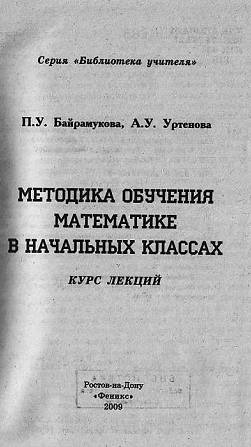 Серия «Библиотека учителя»
П.У. Байрамукова, А.У. Уртенова
МЕТОДИКА ОБУЧЕНИЯ
МАТЕМАТИКЕ
В НАЧАЛЬНЫХ КЛАССАХ
КУРС ЛЕКЦИЙ
Ростов-на-Дону
«Феникс»
2009